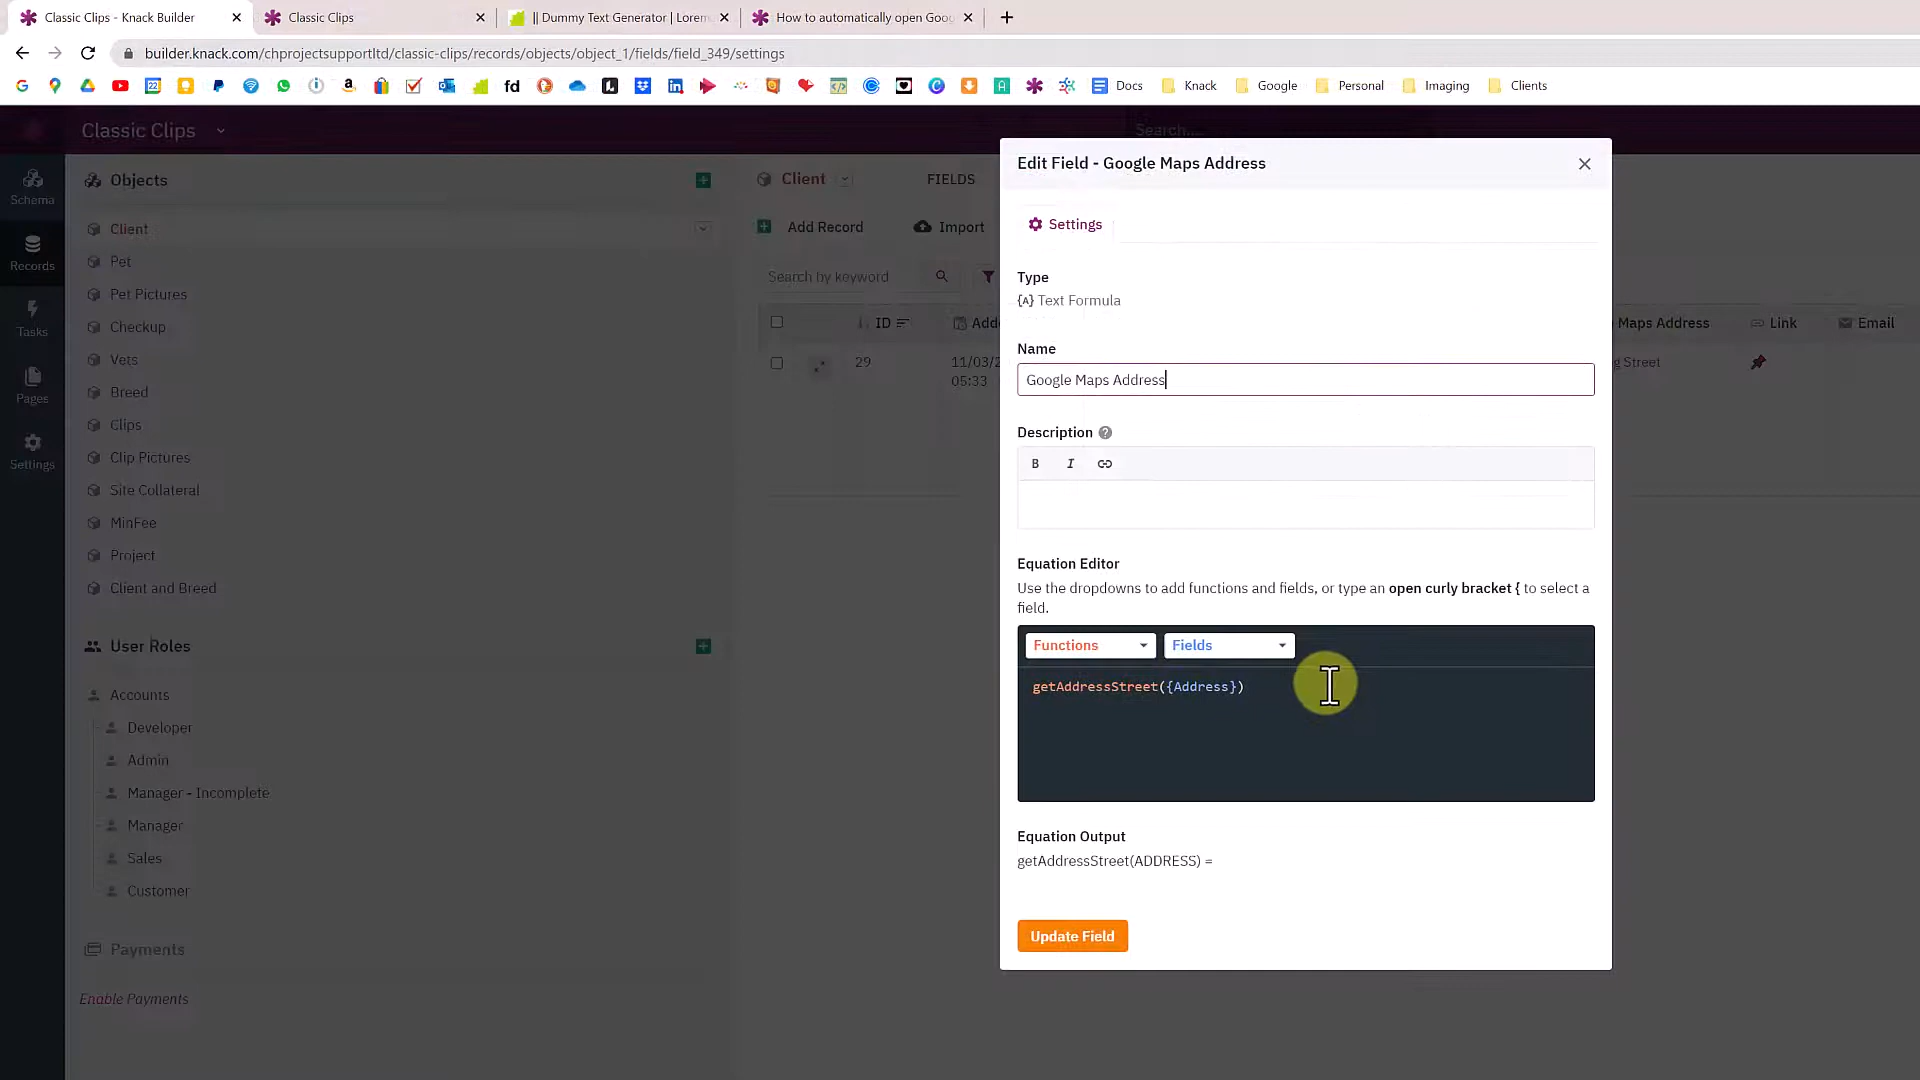 Classic Clips - Knack Builder
Classic Clips
|| Dummy Text Generator | Lorem
How to automatically open Goog
builder.knack.com/chprojectsupportltd/classic-clips/records/objects/object_1/fields/field_349/settings
Docs
Knack
Google
Personal
Imaging
Clients
Classic Clips
Search...
Schema
Records
Tasks
Pages
Settings
Objects
Client
Pet
Pet Pictures
Checkup
Vets
Breed
Clips
Clip Pictures
Site Collateral
MinFee
Project
Client and Breed
User Roles
Accounts
Developer
Admin
Manager - Incomplete
Manager
Sales
Customer
Payments
Enable Payments
Client
FIELDS
Add Record
Import
Search by keyword
ID
Adde
Maps Address
Link
Email
29
11/03/2
05:33
g Street
Edit Field - Google Maps Address
Settings
Type
{A} Text Formula
Name
Google Maps Address
Description ?
B I
Equation Editor
Use the dropdowns to add functions and fields, or type an open curly bracket { to select a
field.
Functions
Fields
getAddressStreet({Address})
Equation Output
getAddressStreet(ADDRESS) =
Update Field